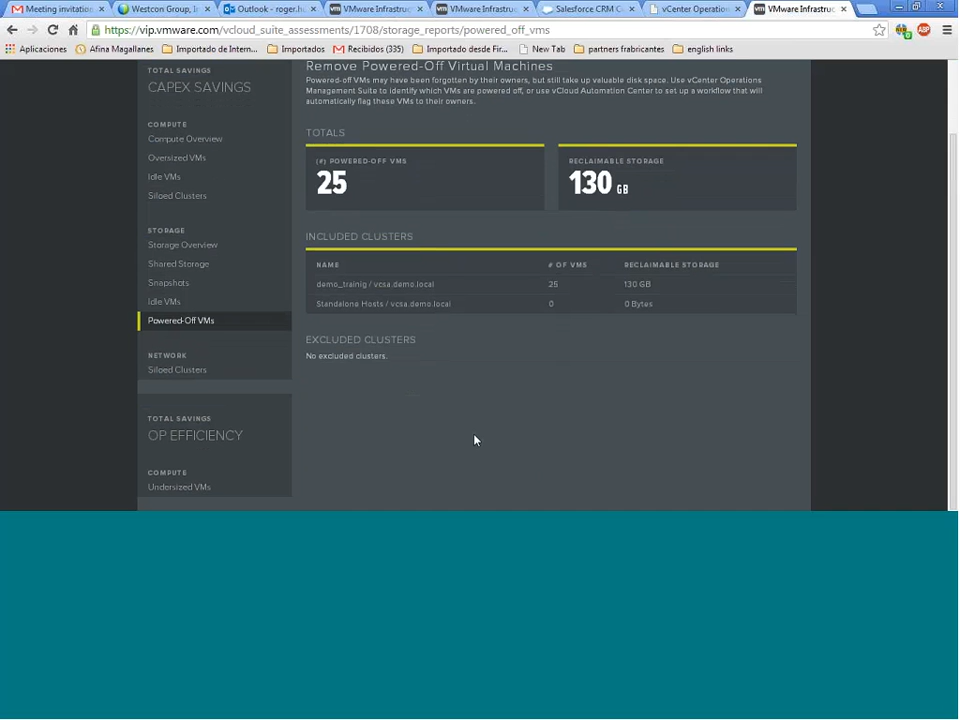 Meeting invitation
Westcon Group, In
Outlook - roger.h
VMware Infrastruc
VMware Infrastruc
Salesforce CRM C
vCenter Operation
VMware Infrastruc
https://vip.vmware.com/vcloud_suite_assessments/1708/storage_reports/powered_off_vms
Aplicaciones
Afina Magallanes
Importado de Intern...
Importados
Recibidos (335)
Importado desde Fir...
New Tab
partners frabricantes
english links
TOTAL SAVINGS
CAPEX SAVINGS
COMPUTE
Compute Overview
Oversized VMs
Idle VMs
Siloed Clusters
STORAGE
Storage Overview
Shared Storage
Snapshots
Idle VMs
Powered-Off VMs
NETWORK
Siloed Clusters
TOTAL SAVINGS
OP EFFICIENCY
COMPUTE
Undersized VMs
Remove Powered-Off Virtual Machines
Powered-off VMs may have been forgotten by their owners, but still take up valuable disk space. Use vCenter Operations
Management Suite to identify which VMs are powered off, or use vCloud Automation Center to set up a workflow that will
automatically flag these VMs to their owners.
TOTALS
(#) POWERED-OFF VMS
25
RECLAIMABLE STORAGE
130 GB
INCLUDED CLUSTERS
NAME # OF VMS RECLAIMABLE STORAGE
demo_trainig / vcsa.demo.local 25 130 GB
Standalone Hosts / vcsa.demo.local 0 0 Bytes
EXCLUDED CLUSTERS
No excluded clusters.